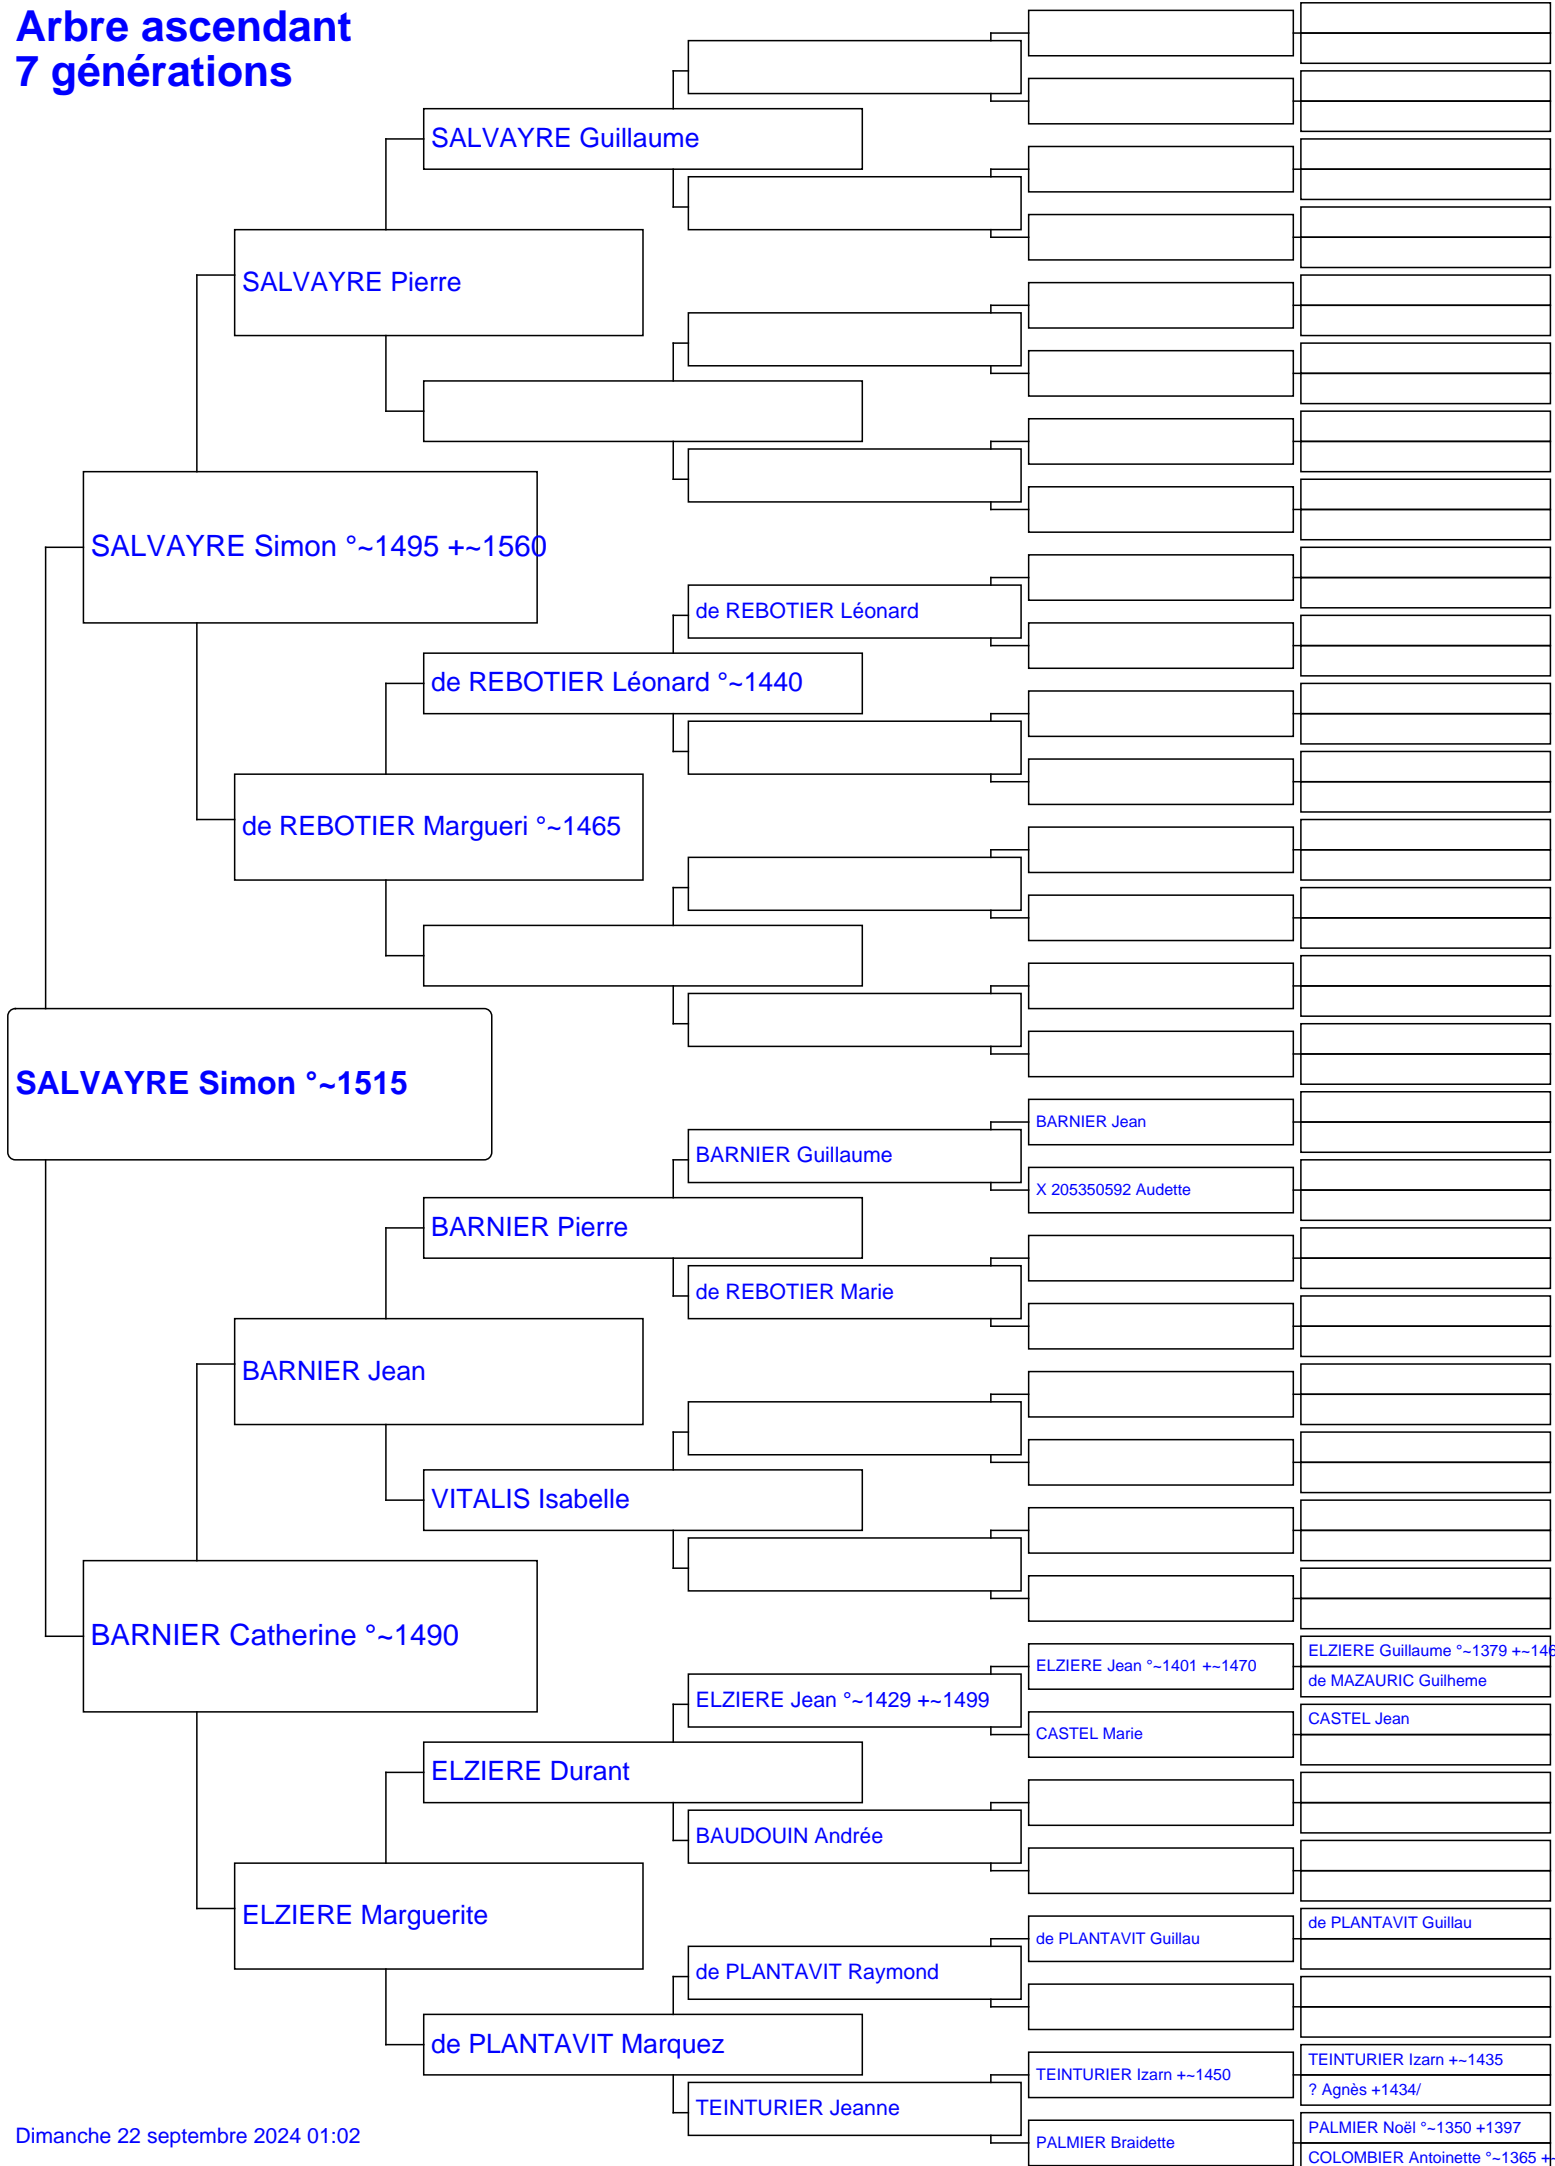 Arbre ascendant
7 générations
SALVAYRE Guillaume
SALVAYRE Pierre
SALVAYRE Simon °~1495 +~1560
de REBOTIER Léonard
de REBOTIER Léonard °~1440
de REBOTIER Margueri °~1465
SALVAYRE Simon °~1515
BARNIER Jean
BARNIER Guillaume
X 205350592 Audette
BARNIER Pierre
de REBOTIER Marie
BARNIER Jean
VITALIS Isabelle
BARNIER Catherine °~1490
ELZIERE Guillaume °~1379 +~146
ELZIERE Jean °~1401 +~1470
de MAZAURIC Guilheme
ELZIERE Jean °~1429 +~1499
CASTEL Jean
CASTEL Marie
ELZIERE Durant
BAUDOUIN Andrée
ELZIERE Marguerite
de PLANTAVIT Guillau
de PLANTAVIT Guillau
de PLANTAVIT Raymond
de PLANTAVIT Marquez
TEINTURIER Izarn +~1435
TEINTURIER Izarn +~1450
? Agnès +1434/
TEINTURIER Jeanne
PALMIER Noël °~1350 +1397
PALMIER Braidette
COLOMBIER Antoinette °~1365 +
Dimanche 22 septembre 2024 01:02